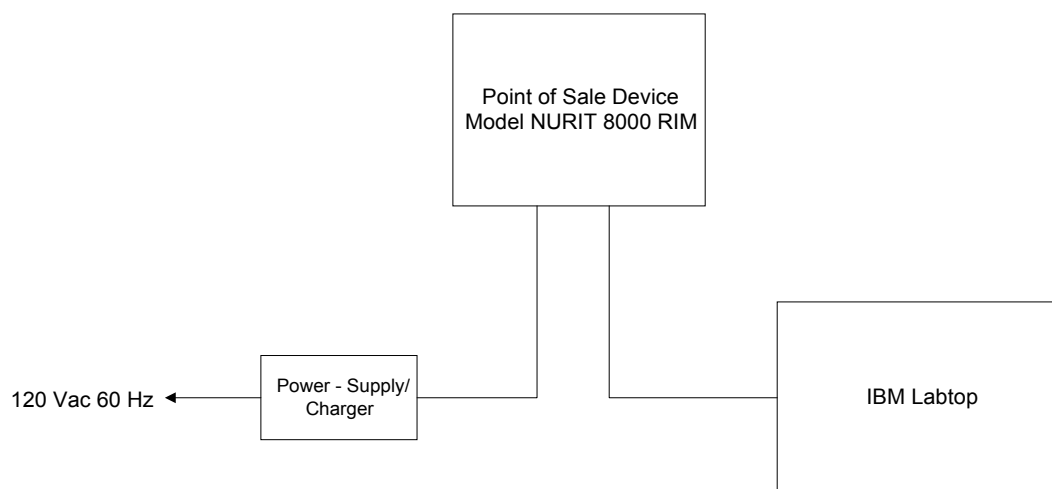 Point of Sale Device
Model NURIT 8000 RIM
120 Vac 60 Hz
Power - Supply/
Charger
IBM Labtop